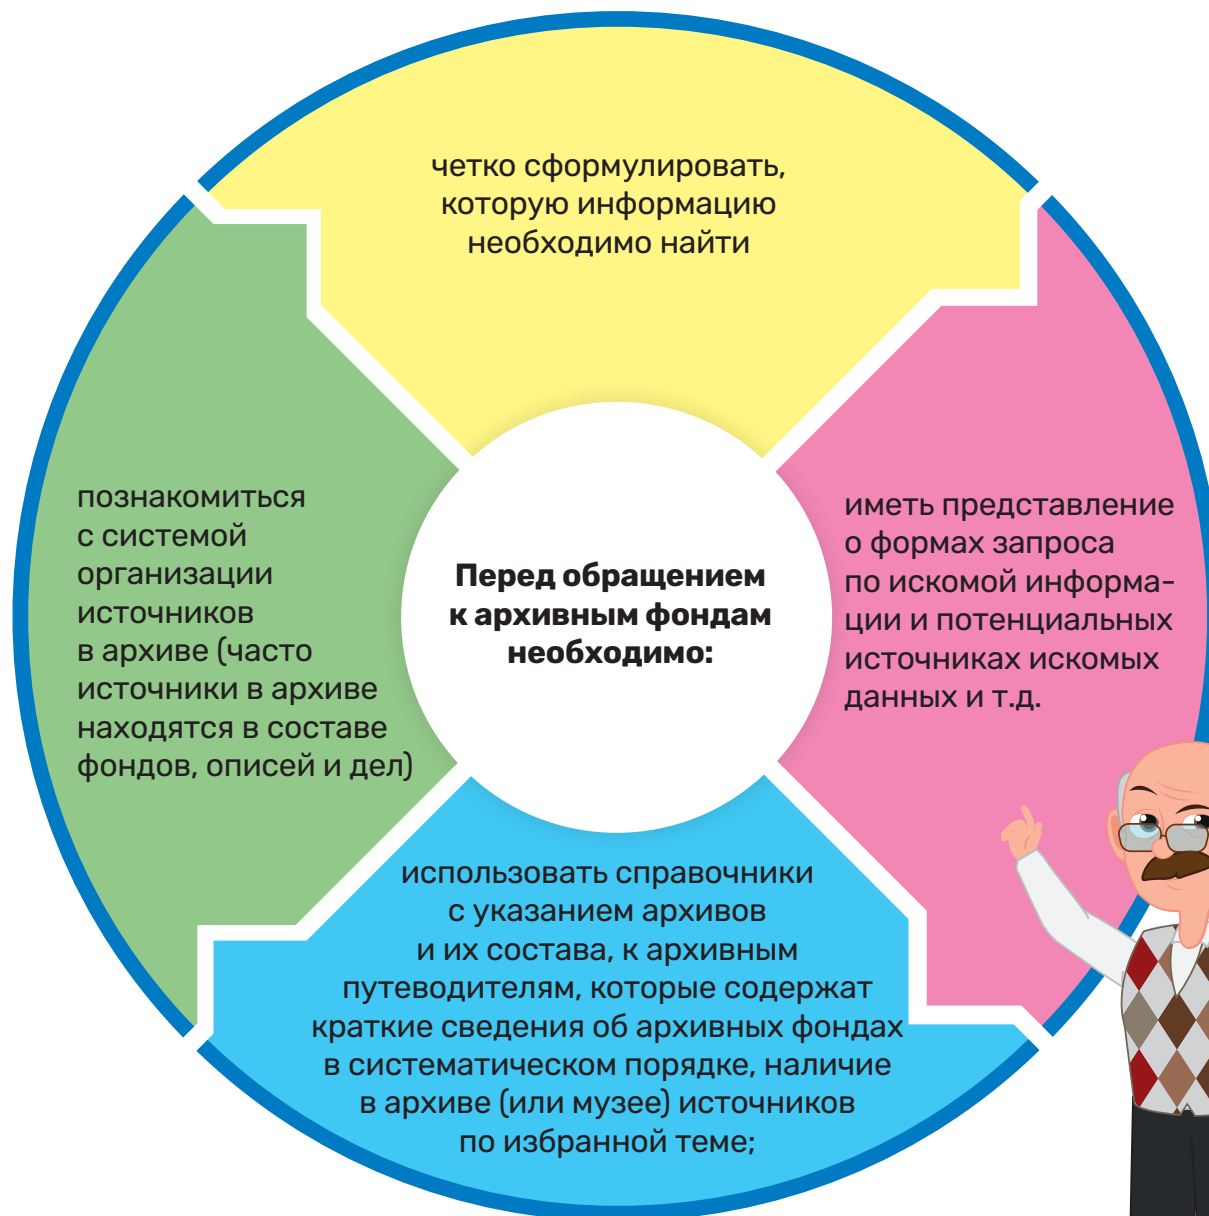 четко сформулировать,
которую информацию
необходимо найти
познакомиться
с системой
организации
источников
в архиве (часто
источники в архиве
находятся в составе
фондов, описей и дел)
Перед обращением
к архивным фондам
необходимо:
иметь представление
о формах запроса
по искомой информа-
ции и потенциальных
источниках искомых
данных и т.д.
использовать справочники
с указанием архивов
и их состава, к архивным
путеводителям, которые содержат
краткие сведения об архивных фондах
в систематическом порядке, наличие
в архиве (или музее) источников
по избранной теме;